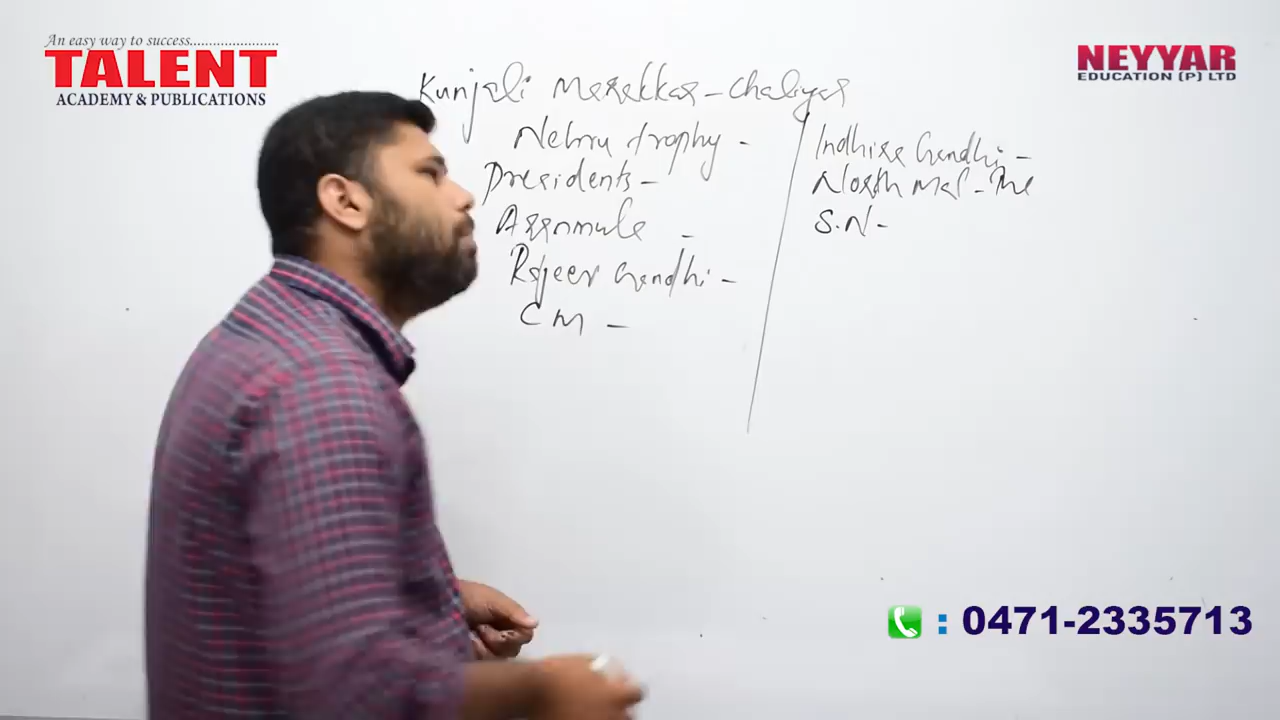 An easy way to success.......................
TALENT
ACADEMY & PUBLICATIONS
NEYYAR
EDUCATION (P) LTD
Kunjali Marakkar - Chaliyar
Nehru trophy -
Presidents -
Aranmula -
Rajeev Gandhi -
CM -
Indhira Gandhi -
North mal - The
S.N -
: 0471-2335713